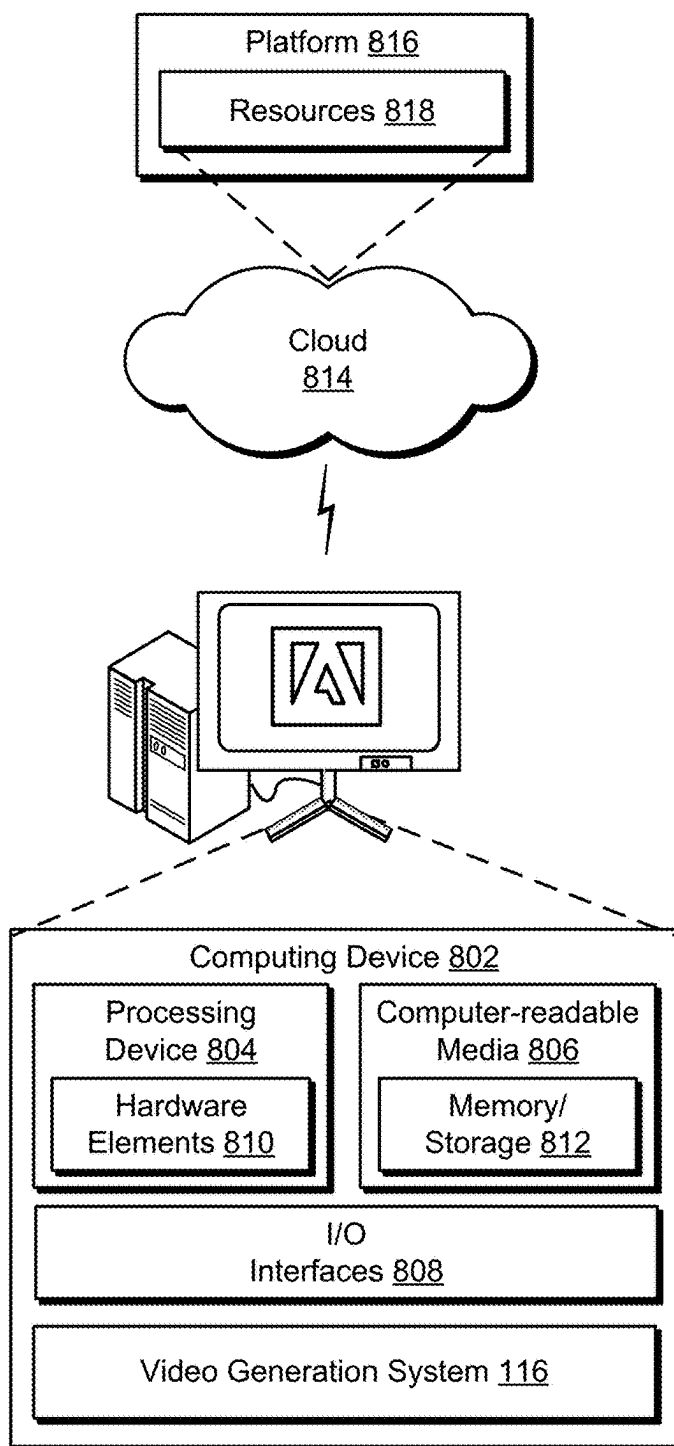 Platform 816
Resources 818
Cloud
814
Computing Device 802
Processing
Device 804
Hardware
Elements 810
Computer-readable
Media 806
Memory/
Storage 812
I/O
Interfaces 808
Video Generation System 116